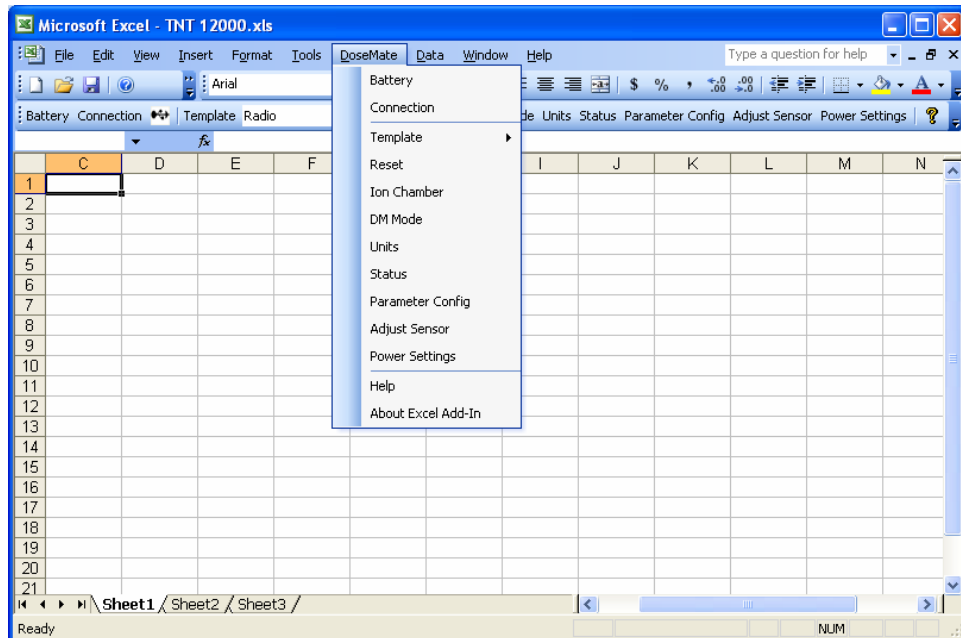 Microsoft Excel - TNT 12000.xls
File Edit View Insert Format Tools DoseMate Data Window Help Type a question for help
Arial $ % , .00 .00 A
Battery Connection Template Radio de Units Status Parameter Config Adjust Sensor Power Settings ?
fx
Battery
Connection
Template
Reset
Ion Chamber
DM Mode
Units
Status
Parameter Config
Adjust Sensor
Power Settings
Help
About Excel Add-In
C D E F I J K L M N
1
2
3
4
5
6
7
8
9
10
11
12
13
14
15
16
17
18
19
20
21
Sheet1 Sheet2 Sheet3
Ready NUM